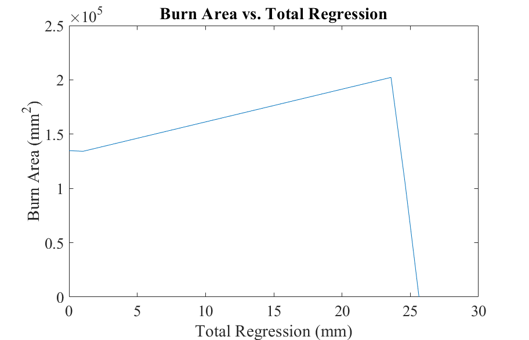 Burn Area vs. Total Regression
×10⁵
2.5
2
1.5
1
0.5
0
Burn Area (mm²)
0 5 10 15 20 25 30
Total Regression (mm)